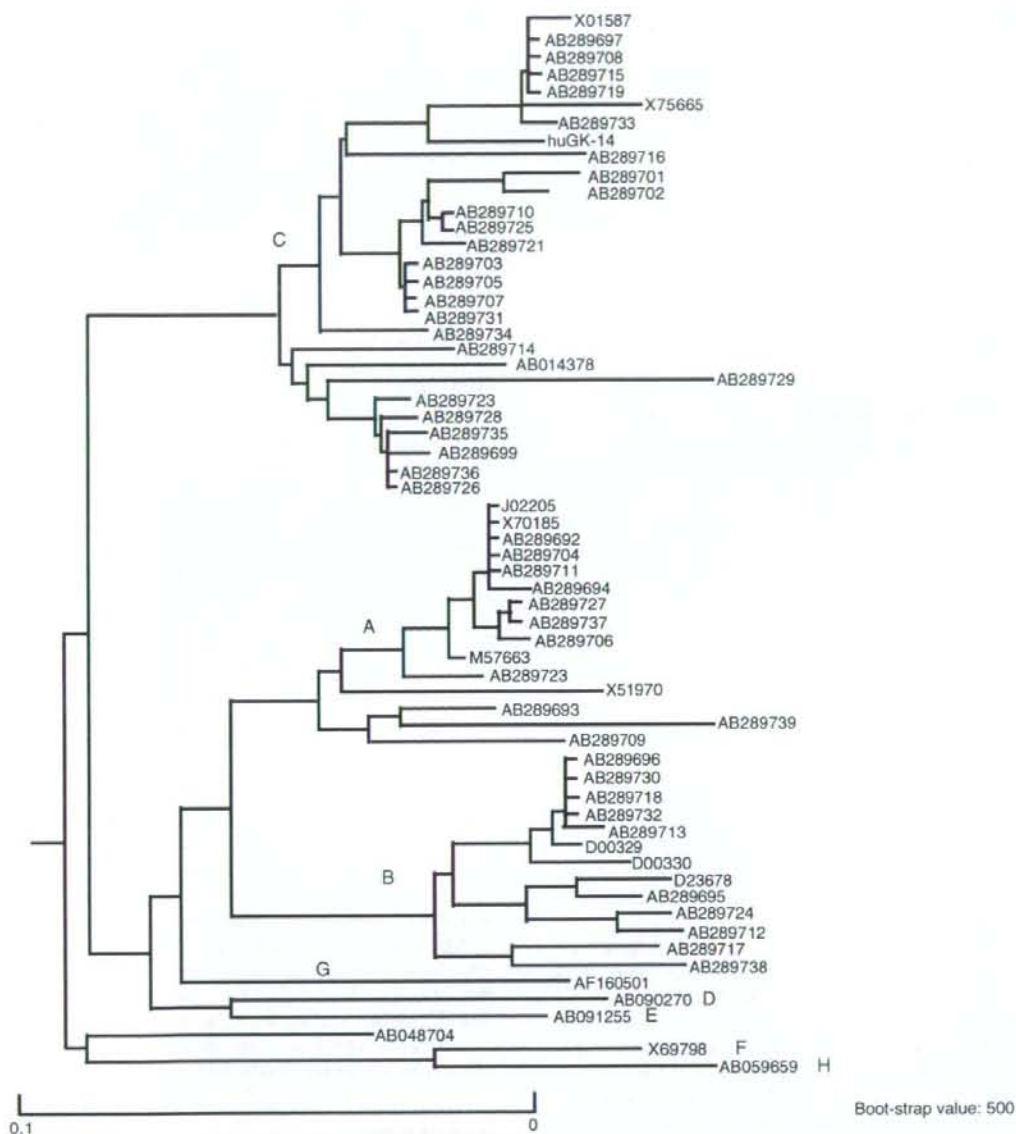 X01587
AB289697
AB289708
AB289715
AB289719
X75665
AB289733
huGK-14
AB289716
AB289701
AB289702
AB289710
AB289725
C
AB289721
AB289703
AB289705
AB289707
AB289731
AB289734
AB289714
AB014378
AB289729
AB289723
AB289728
AB289735
AB289699
AB289736
AB289726
J02205
X70185
AB289692
AB289704
AB289711
AB289694
AB289727
A
AB289737
AB289706
M57663
AB289723
X51970
AB289693
AB289739
AB289709
AB289696
AB289730
AB289718
AB289732
AB289713
D00329
D00330
B
D23678
AB289695
AB289724
AB289712
AB289717
AB289738
G
AF160501
AB090270 D
AB091255 E
AB048704
X69798 F
AB059659 H
Boot-strap value: 500
0.1 0